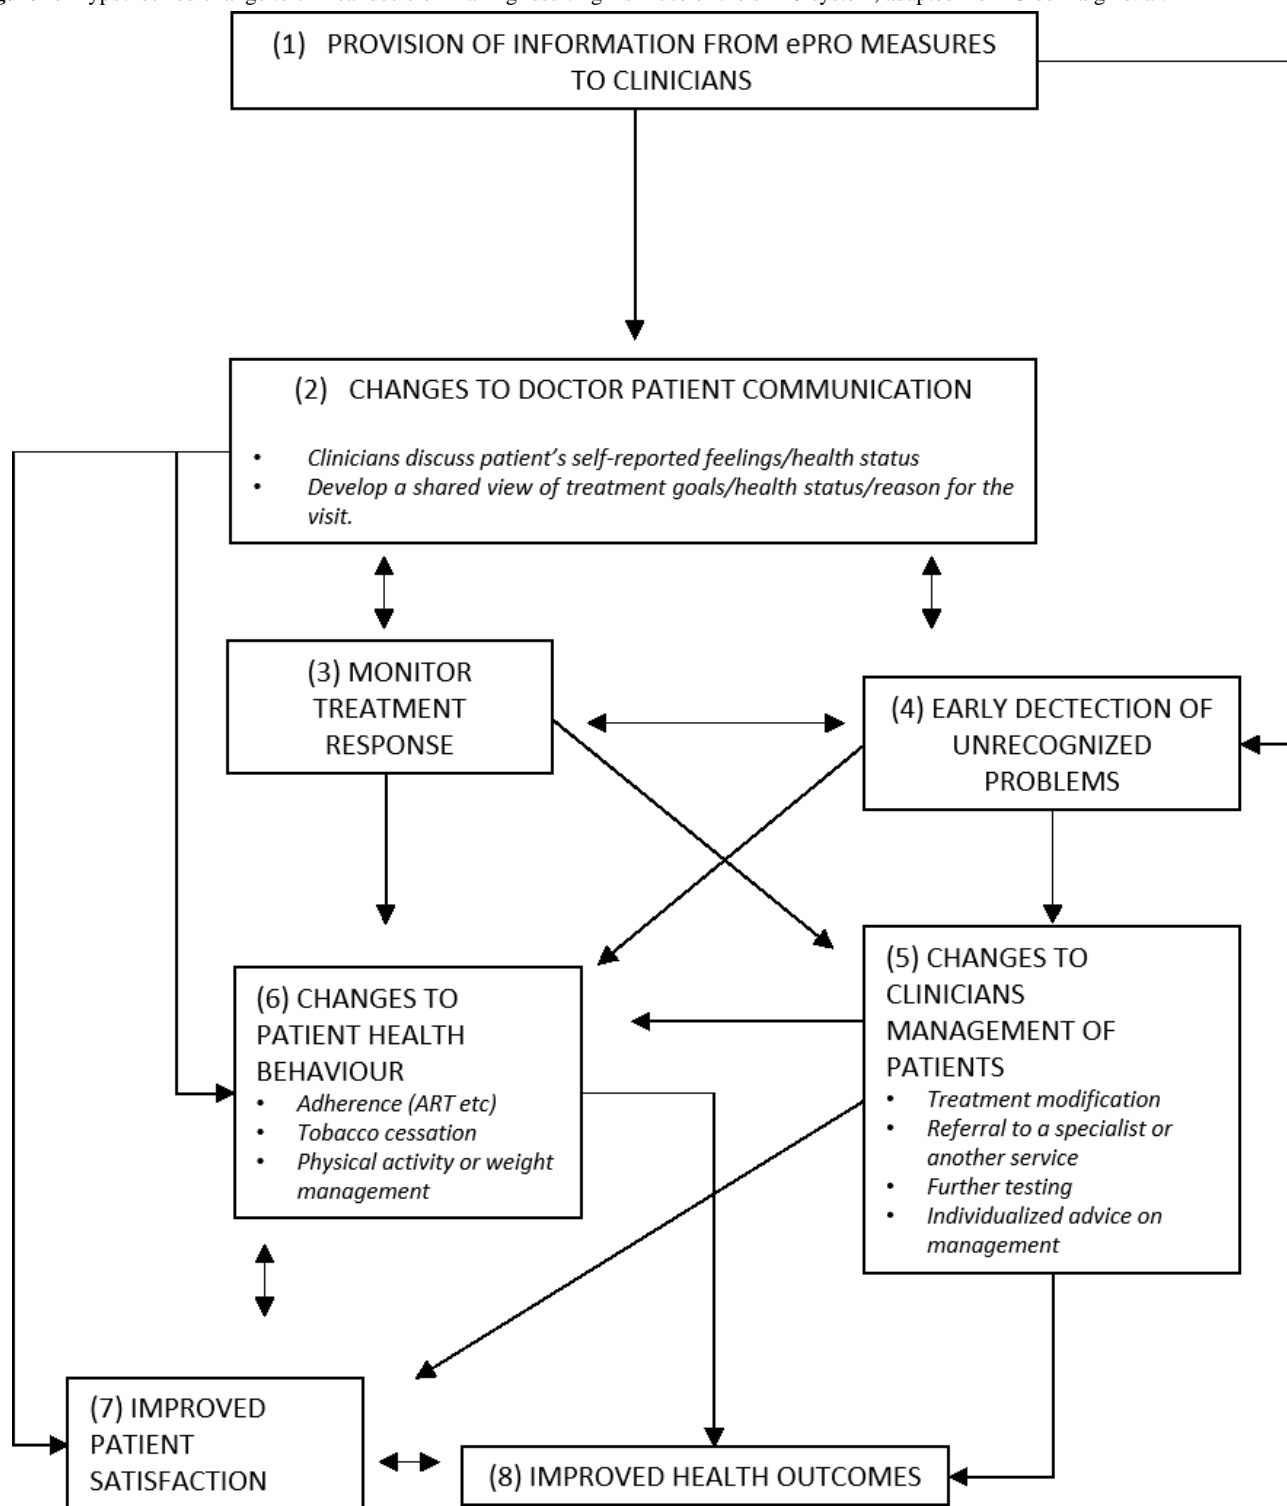 (1) PROVISION OF INFORMATION FROM ePRO MEASURES
TO CLINICIANS
(2) CHANGES TO DOCTOR PATIENT COMMUNICATION
• Clinicians discuss patient's self-reported feelings/health status
• Develop a shared view of treatment goals/health status/reason for the
visit.
(3) MONITOR
TREATMENT
RESPONSE
(4) EARLY DECTECTION OF
UNRECOGNIZED
PROBLEMS
(5) CHANGES TO
CLINICIANS
MANAGEMENT OF
PATIENTS
• Treatment modification
• Referral to a specialist or
another service
• Further testing
• Individualized advice on
management
(6) CHANGES TO
PATIENT HEALTH
BEHAVIOUR
• Adherence (ART etc)
• Tobacco cessation
• Physical activity or weight
management
(7) IMPROVED
PATIENT
SATISFACTION
(8) IMPROVED HEALTH OUTCOMES